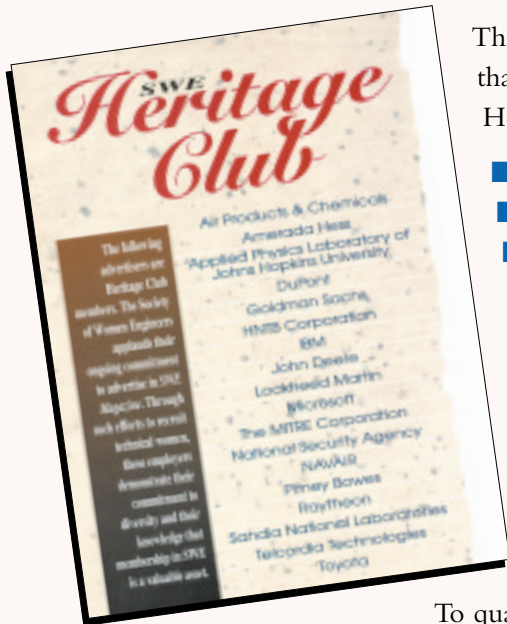 SWE
Heritage
Club
The following
advertisers are
Heritage Club
members. The Society
of Women Engineers
applauds their
ongoing commitment
to advertise in SWE
Magazine. Through
such efforts to recruit
technical women,
these employers
demonstrate their
commitment to
diversity and their
knowledge that
membership in SWE
is a valuable asset.
Air Products & Chemicals
Amerada Hess
Applied Physics Laboratory of
Johns Hopkins University
DuPont
Goldman Sachs
HNTB Corporation
IBM
John Deere
Lockheed Martin
Microsoft
The MITRE Corporation
National Security Agency
NAVAIR
Pitney Bowes
Raytheon
Sandia National Laboratories
Telcordia Technologies
Toyota
Th
tha
He
To qua